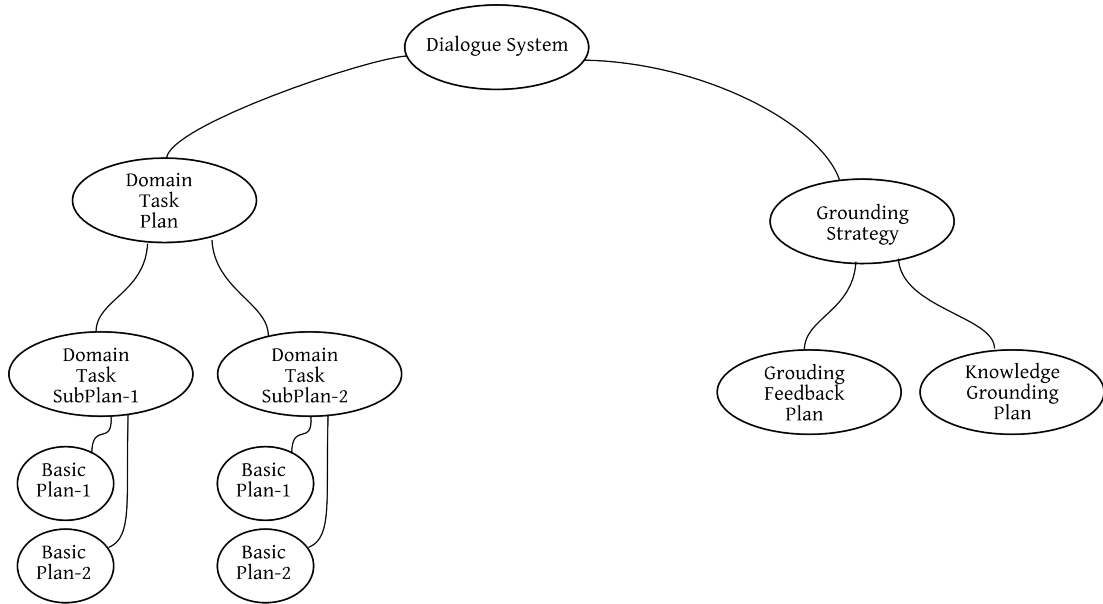 Dialogue System
Domain
Task
Plan
Grounding
Strategy
Domain
Task
SubPlan-1
Domain
Task
SubPlan-2
Grouding
Feedback
Plan
Knowledge
Grounding
Plan
Basic
Plan-1
Basic
Plan-1
Basic
Plan-2
Basic
Plan-2